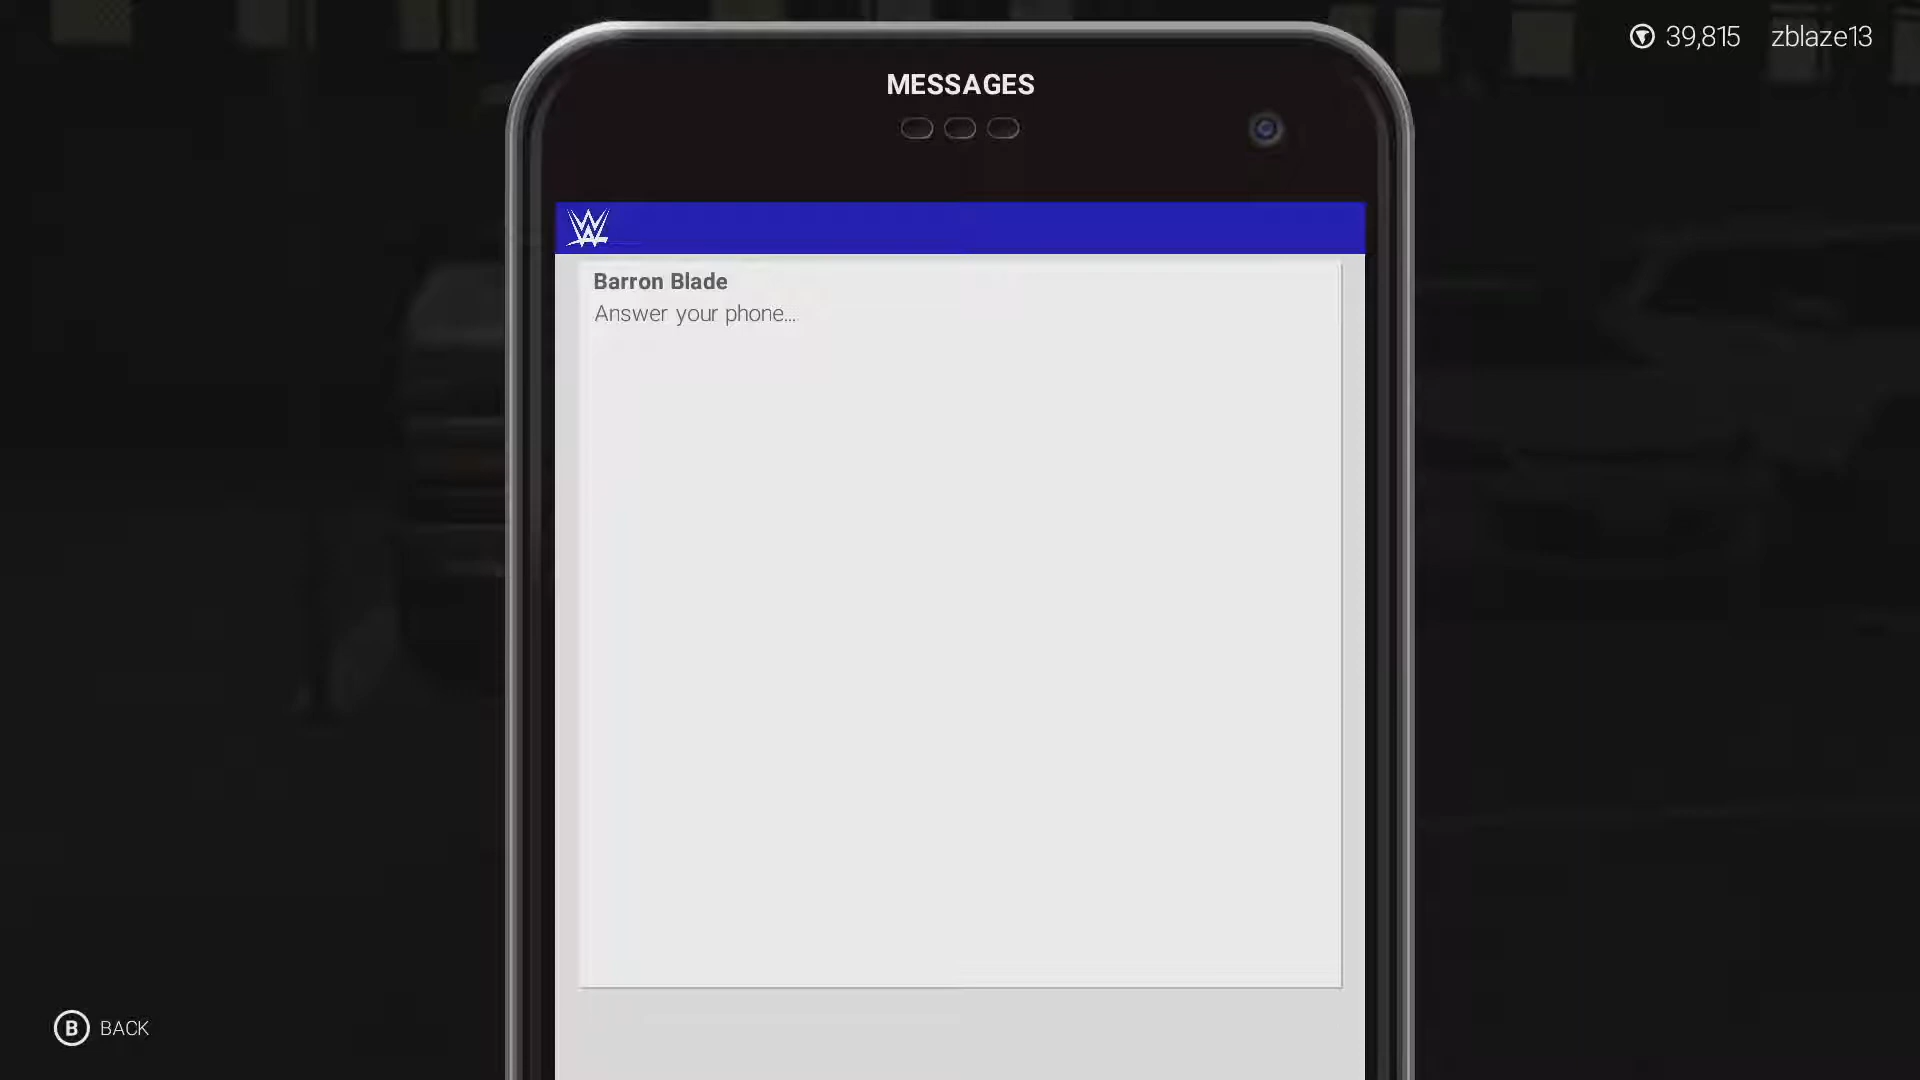 39,815 zblaze13
MESSAGES
W
Barron Blade
Answer your phone...
B BACK